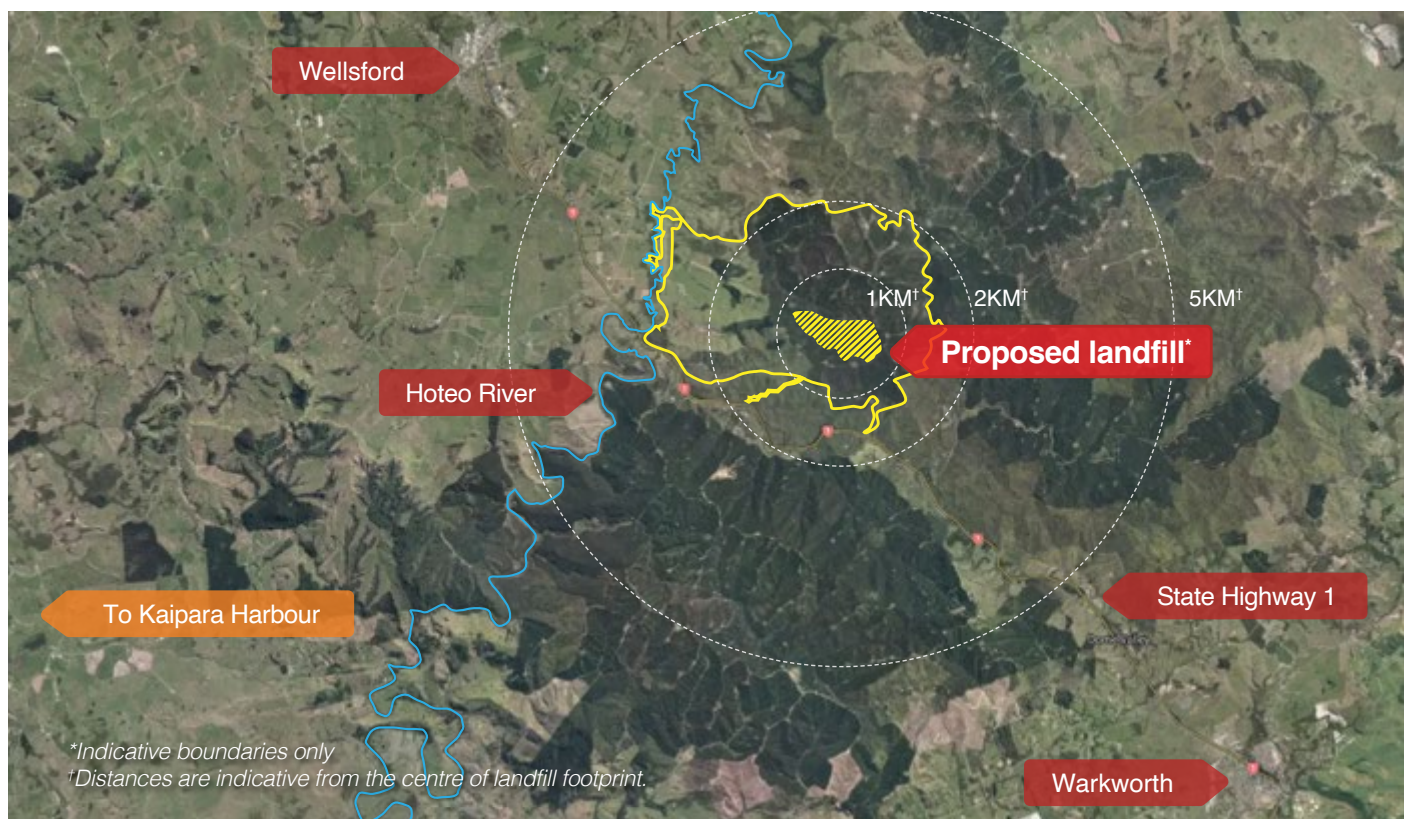 Wellsford
1KM†
2KM†
5KM†
Proposed landfill*
Hoteo River
State Highway 1
To Kaipara Harbour
*Indicative boundaries only
†Distances are indicative from the centre of landfill footprint.
Warkworth